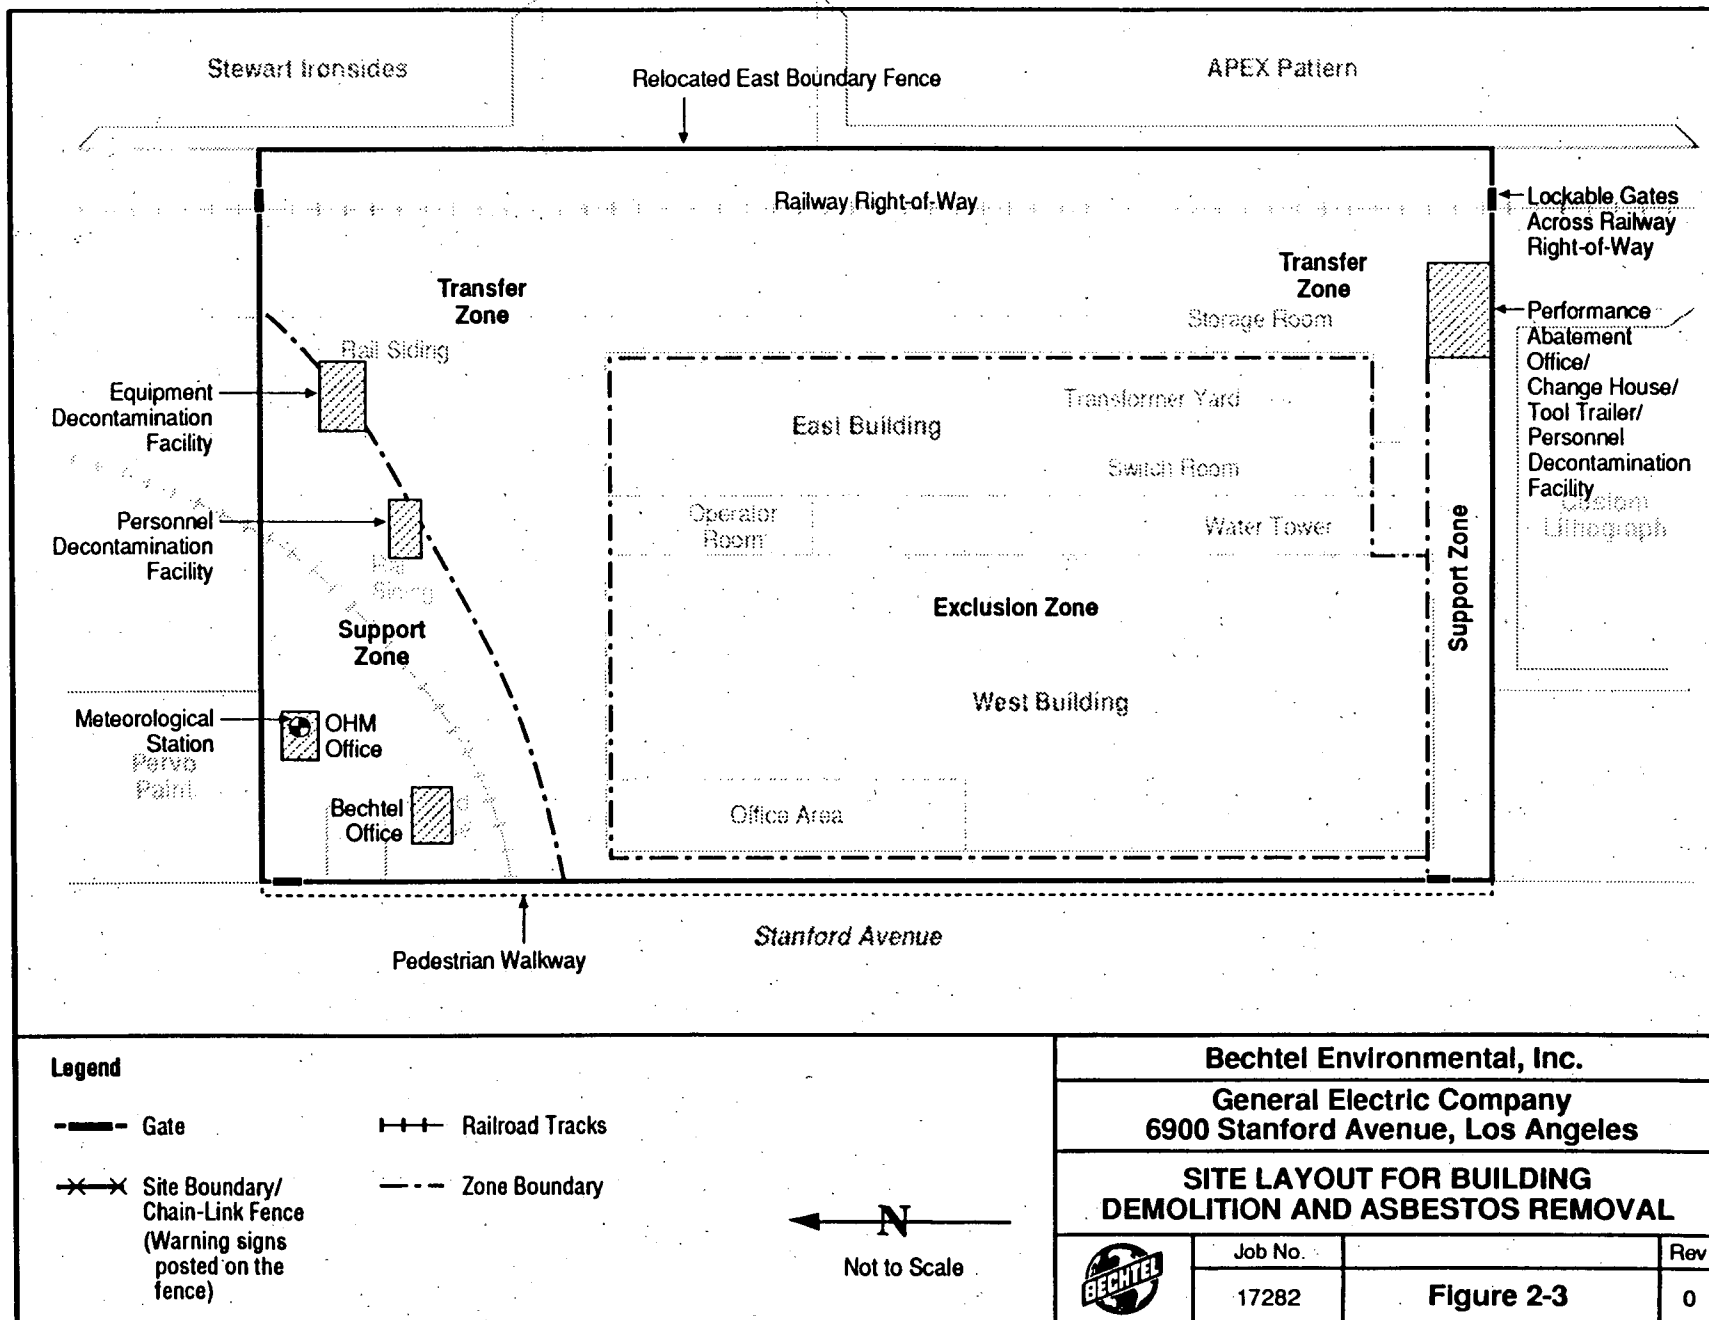 Stewart Ironsides
APEX Pattern
Relocated East Boundary Fence
Railway Right-of-Way
Lockable Gates
Across Railway
Right-of-Way
Transfer
Zone
Transfer
Zone
Storage Room
Performance
Abatement
Office/
Change House/
Tool Trailer/
Personnel
Decontamination
Facility
Rail Siding
Equipment
Decontamination
Facility
Transformer Yard
East Building
Switch Room
Operator
Room
Water Tower
Custom
Lithograph
Personnel
Decontamination
Facility
Siding
Support
Zone
Exclusion Zone
Support Zone
West Building
Meteorological
Station
OHM
Office
Pervo
Paint
Bechtel
Office
Office Area
Stanford Avenue
Pedestrian Walkway
Legend
Gate
Railroad Tracks
Site Boundary/
Chain-Link Fence
(Warning signs
posted on the
fence)
Zone Boundary
N
Not to Scale
Bechtel Environmental, Inc.
General Electric Company
6900 Stanford Avenue, Los Angeles
SITE LAYOUT FOR BUILDING
DEMOLITION AND ASBESTOS REMOVAL
BECHTEL
Job No.
Rev
17282
Figure 2-3
0